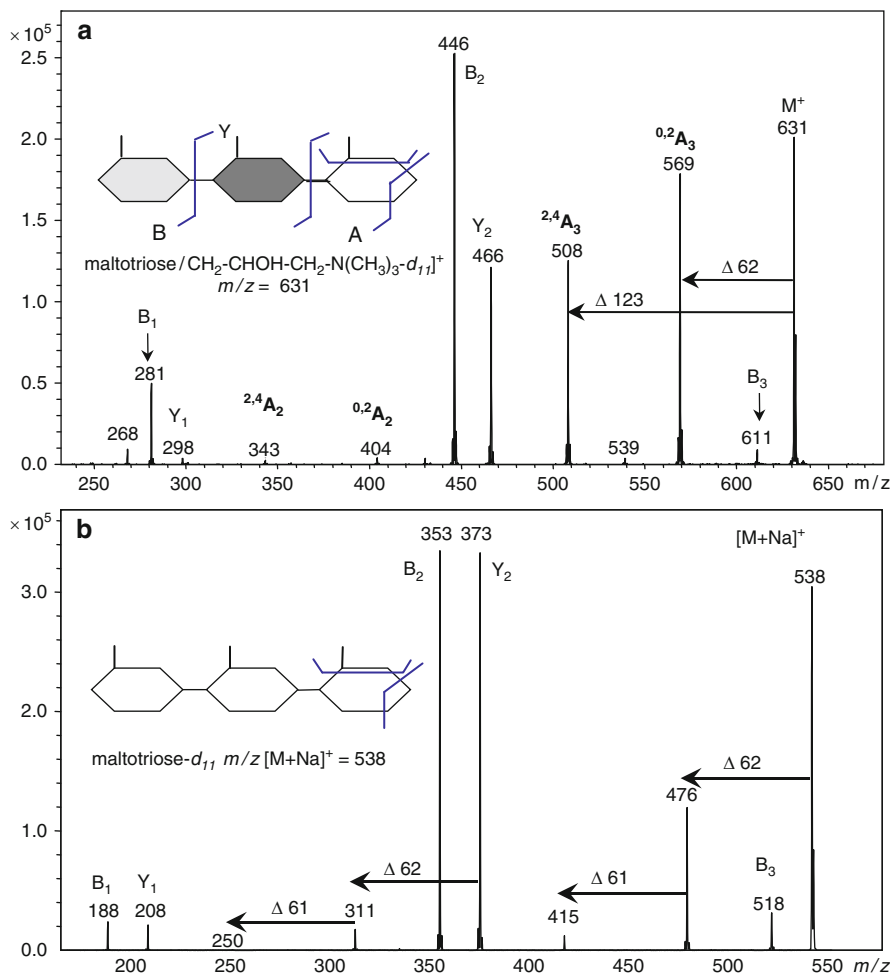 × 10⁵
a
2.5
2.0
1.5
1.0
0.5
0.0
446
B₂
M⁺
631
⁰,²A₃
569
Y
Y₂
466
²,⁴A₃
508
Δ 62
Δ 123
B
A
maltotriose/CH₂-CHOH-CH₂-N(CH₃)₃-d₁₁]⁺
m/z = 631
B₁
281
Y₁
268
298
²,⁴A₂
343
⁰,²A₂
404
539
B₃
611
250 300 350 400 450 500 550 600 650 m/z
× 10⁵
b
3.0
2.0
1.0
0.0
353 373
B₂ Y₂
[M+Na]⁺
538
maltotriose-d₁₁ m/z [M+Na]⁺ = 538
Δ 62
476
Δ 62
Δ 61
B₁ Y₁
188 208
Δ 61
250
311
415
B₃
518
200 250 300 350 400 450 500 550 m/z